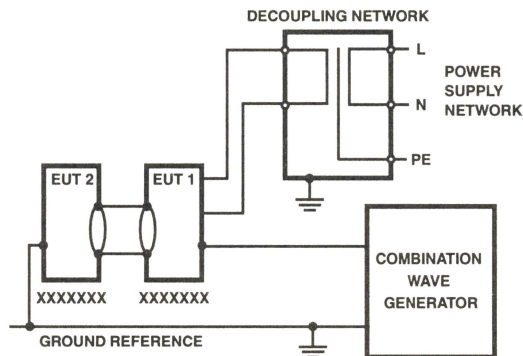 DECOUPLING NETWORK
L
POWER
SUPPLY
NETWORK
N
PE
EUT 2
EUT 1
COMBINATION
WAVE
GENERATOR
XXXXXXX
XXXXXXX
GROUND REFERENCE